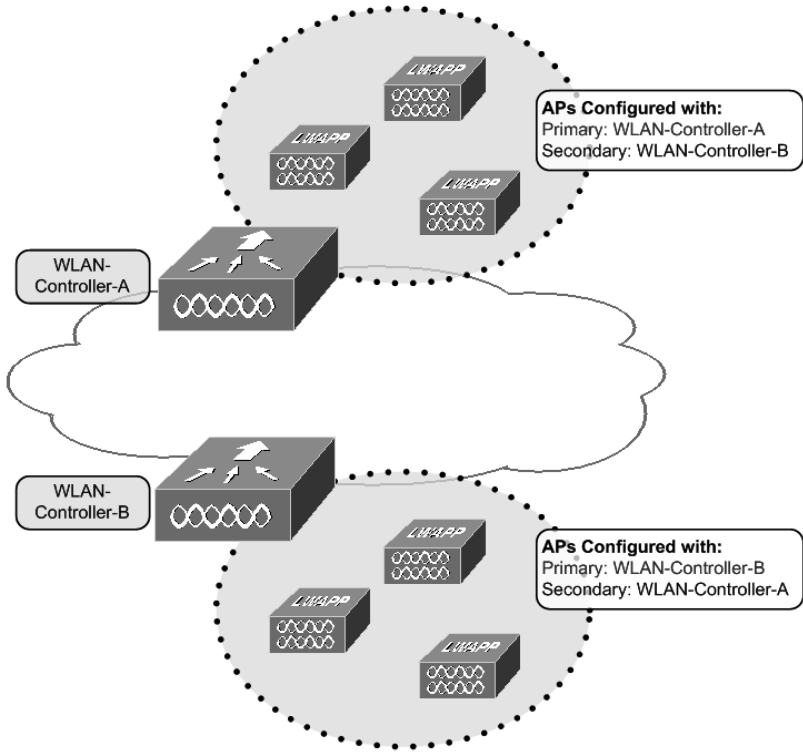 LWAPP
LWAPP
LWAPP
APs Configured with:
Primary: WLAN-Controller-A
Secondary: WLAN-Controller-B
WLAN-
Controller-A
WLAN-
Controller-B
LWAPP
LWAPP
LWAPP
APs Configured with:
Primary: WLAN-Controller-B
Secondary: WLAN-Controller-A